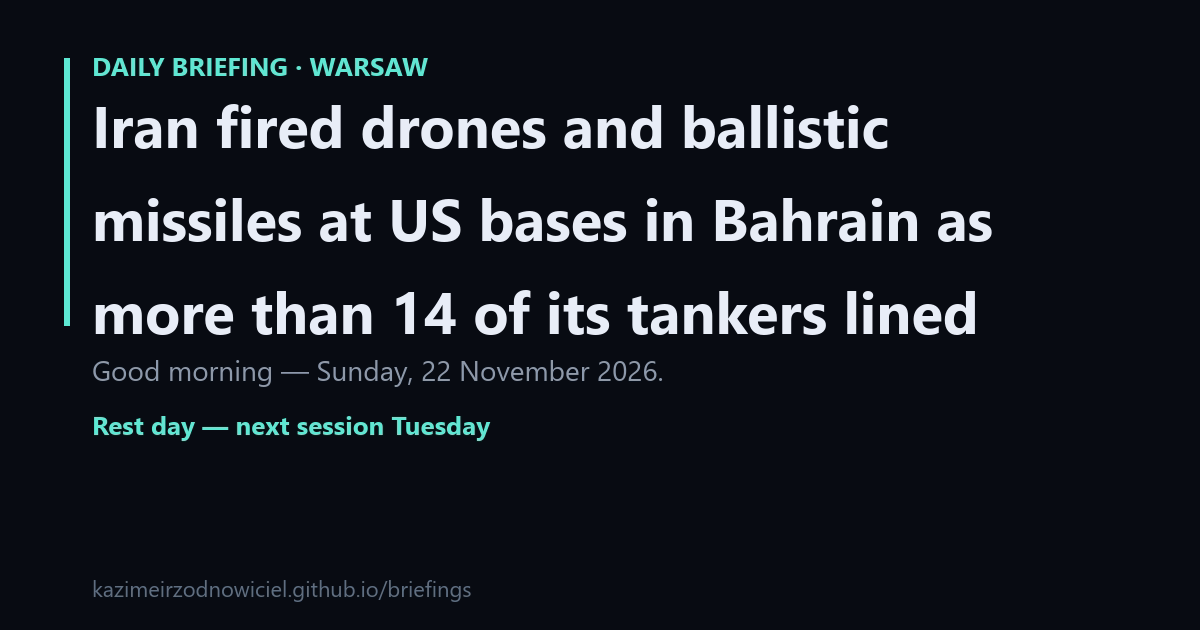 DAILY BRIEFING · WARSAW
Iran fired drones and ballistic
missiles at US bases in Bahrain as
more than 14 of its tankers lined
Good morning — Sunday, 22 November 2026.
Rest day — next session Tuesday
kazimeirzodnowiciel.github.io/briefings